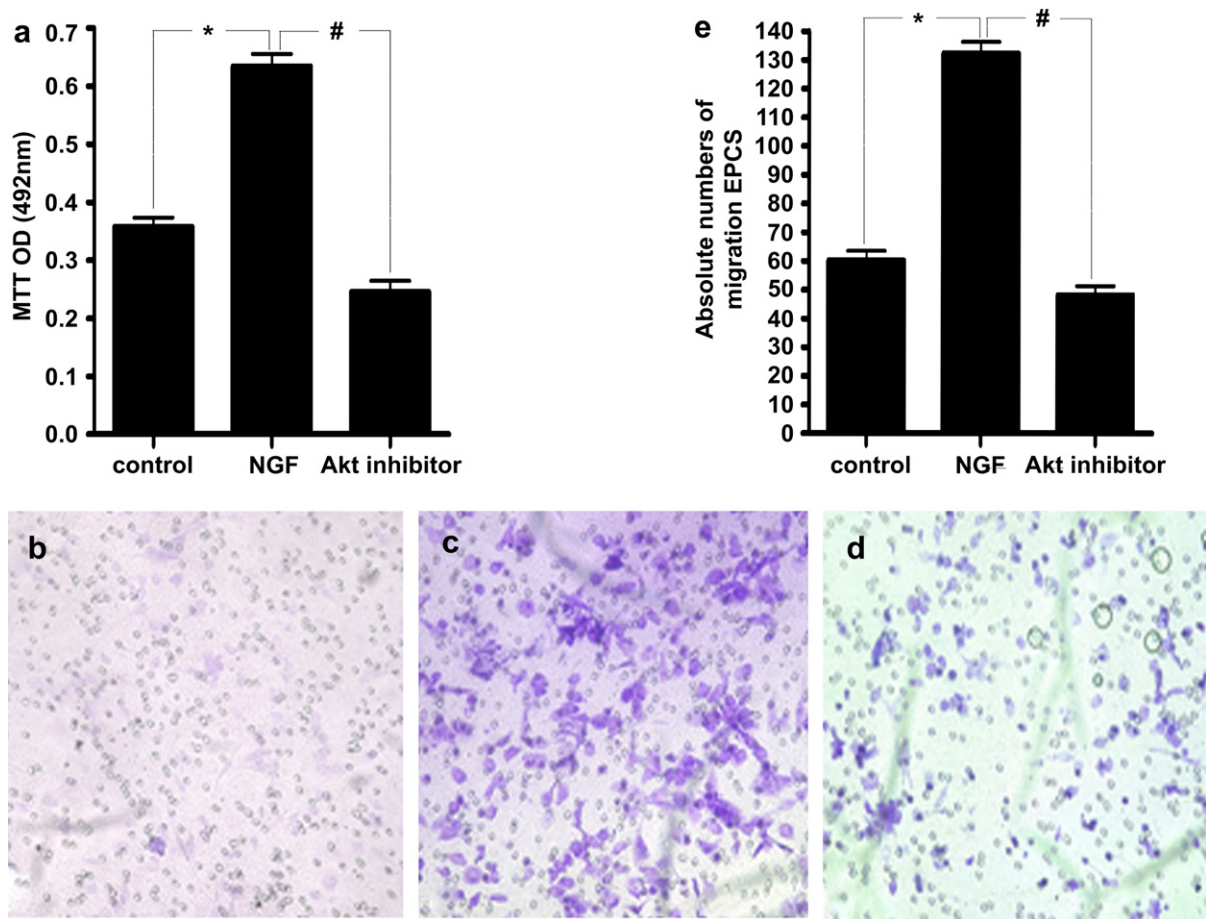 a
MTT OD (492nm)
0.7
0.6
0.5
0.4
0.3
0.2
0.1
0.0
* #
control NGF Akt inhibitor
e
Absolute numbers of
migration EPCS
140
130
120
110
100
90
80
70
60
50
40
30
20
10
0
* #
control NGF Akt inhibitor
b
c
d